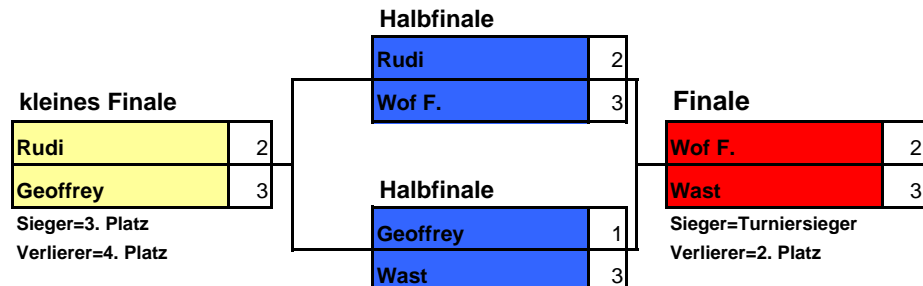 Halbfinale
Rudi 2
Wof F. 3
kleines Finale
Rudi 2
Geoffrey 3
Sieger=3. Platz
Verlierer=4. Platz
Halbfinale
Geoffrey 1
Wast 3
Finale
Wof F. 2
Wast 3
Sieger=Turniersieger
Verlierer=2. Platz